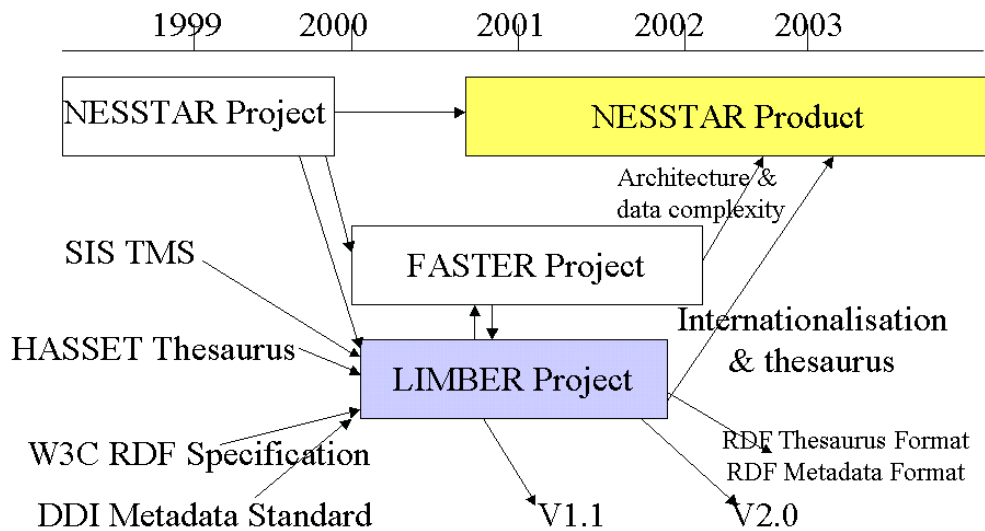 1999 2000 2001 2002 2003
NESSTAR Project
NESSTAR Product
Architecture &
data complexity
SIS TMS
FASTER Project
HASSET Thesaurus
Internationalisation
& thesaurus
LIMBER Project
W3C RDF Specification
RDF Thesaurus Format
RDF Metadata Format
DDI Metadata Standard
V1.1
V2.0